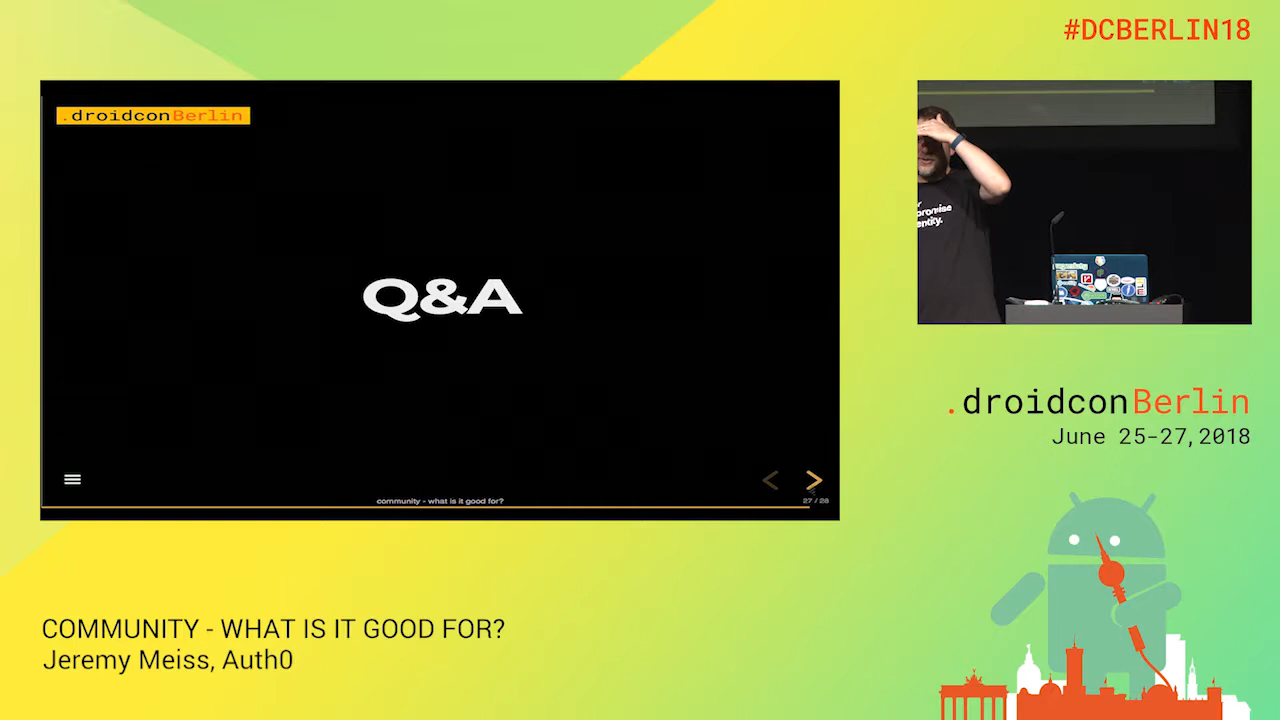 #DCBERLIN18
.droidconBerlin
Q&A
community - what is it good for?
27 / 28
.droidconBerlin
June 25-27, 2018
COMMUNITY - WHAT IS IT GOOD FOR?
Jeremy Meiss, Auth0